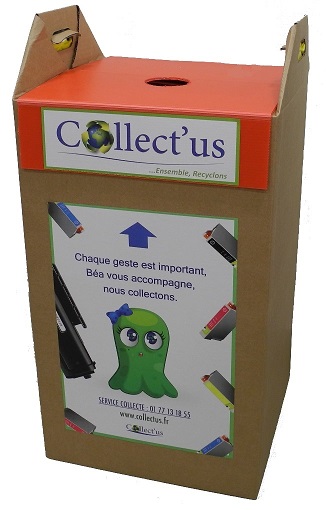 Collect'us
...Ensemble, Recyclons
Chaque geste est important,
Béa vous accompagne,
nous collectons.
SERVICE COLLECTE : 01 77 13 18 55
www.collectus.fr
Collect'us